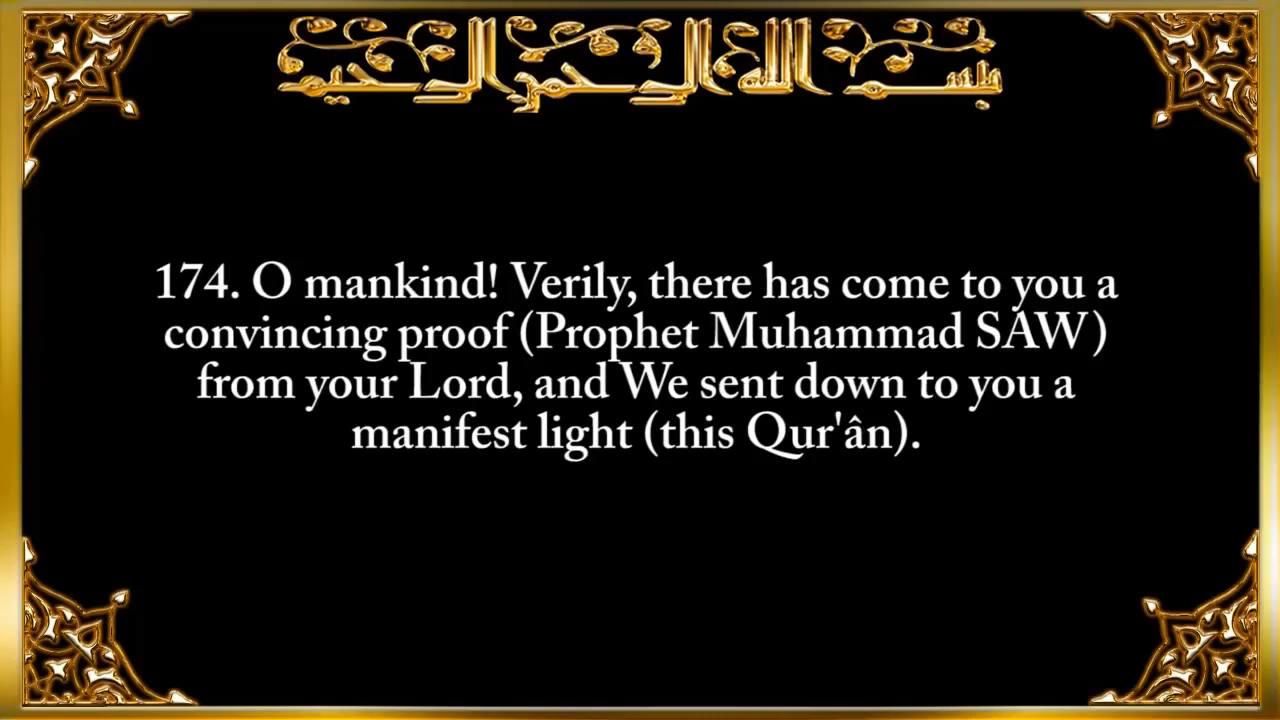 بسم الله الرحمن الرحيم
174. O mankind! Verily, there has come to you a
convincing proof (Prophet Muhammad SAW)
from your Lord, and We sent down to you a
manifest light (this Qur'ân).